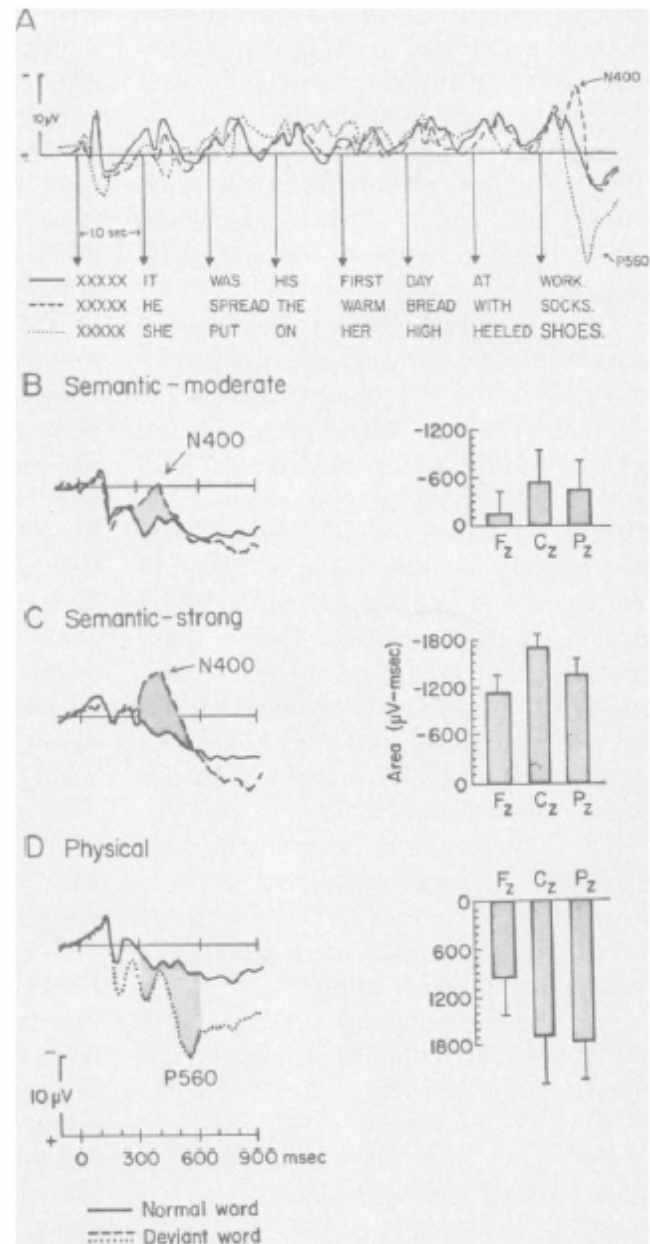 A
N400
10 µV
1.0 sec
P560
XXXXX IT WAS HIS FIRST DAY AT WORK.
XXXXX HE SPREAD THE WARM BREAD WITH SOCKS.
XXXXX SHE PUT ON HER HIGH HEELED SHOES.
B Semantic-moderate
N400
-1200
-600
0
Fz Cz Pz
C Semantic-strong
N400
Area (µV-msec)
-1800
-1200
-600
0
Fz Cz Pz
D Physical
Fz Cz Pz
0
600
1200
1800
P560
−
10 µV
+
0 300 600 900 msec
Normal word
Deviant word